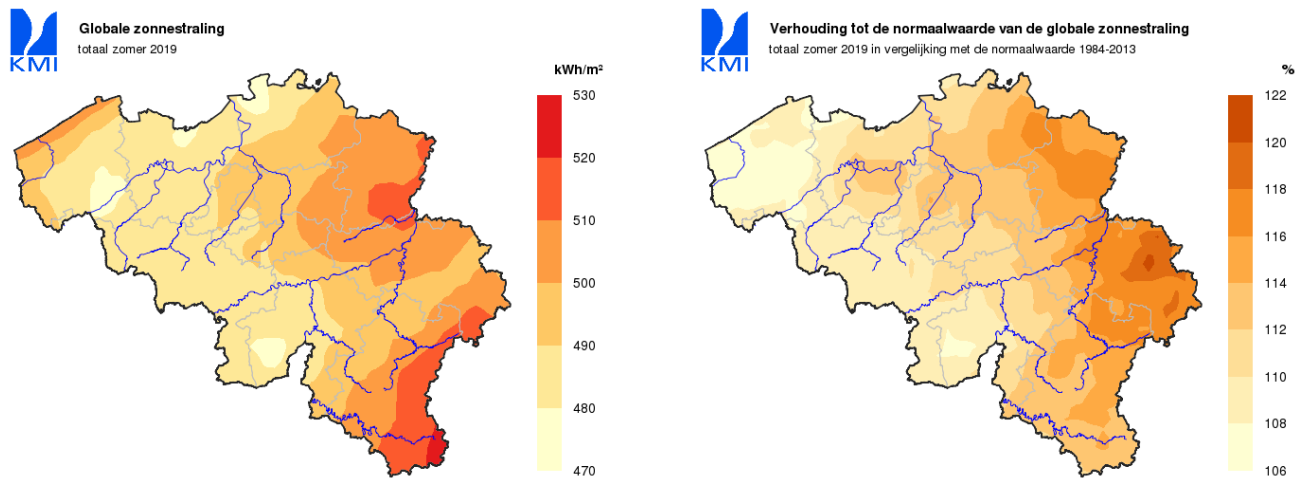 Globale zonnestraling
totaal zomer 2019
KMI
kWh/m²
530
520
510
500
490
480
470
Verhouding tot de normaalwaarde van de globale zonnestraling
totaal zomer 2019 in vergelijking met de normaalwaarde 1984-2013
KMI
%
122
120
118
116
114
112
110
108
106